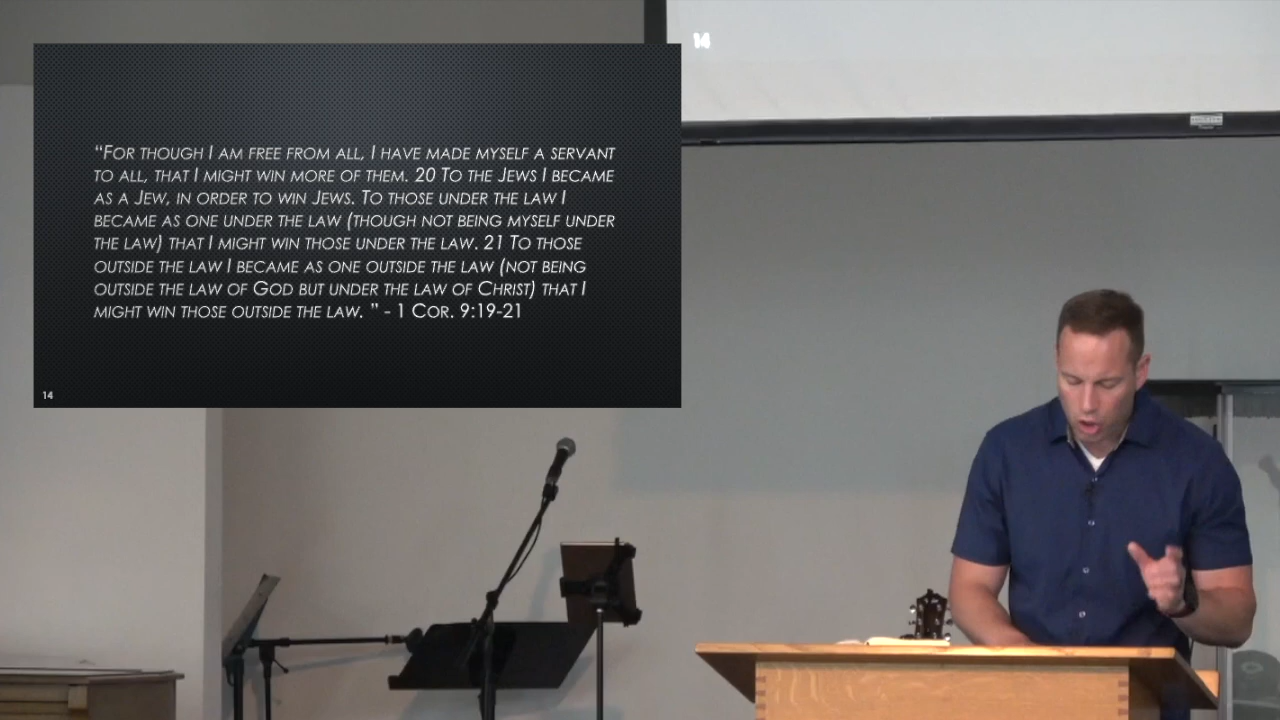 14
“FOR THOUGH I AM FREE FROM ALL, I HAVE MADE MYSELF A SERVANT
TO ALL, THAT I MIGHT WIN MORE OF THEM. 20 TO THE JEWS I BECAME
AS A JEW, IN ORDER TO WIN JEWS. TO THOSE UNDER THE LAW I
BECAME AS ONE UNDER THE LAW (THOUGH NOT BEING MYSELF UNDER
THE LAW) THAT I MIGHT WIN THOSE UNDER THE LAW. 21 TO THOSE
OUTSIDE THE LAW I BECAME AS ONE OUTSIDE THE LAW (NOT BEING
OUTSIDE THE LAW OF GOD BUT UNDER THE LAW OF CHRIST) THAT I
MIGHT WIN THOSE OUTSIDE THE LAW. ” - 1 COR. 9:19-21
14